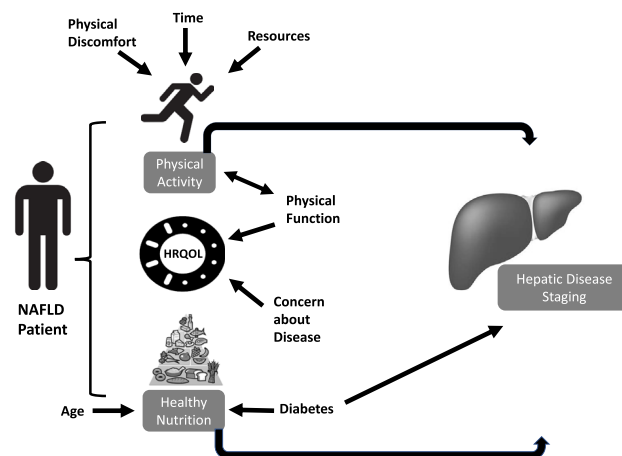 Physical
Discomfort
Time
Resources
Physical
Activity
Physical
Function
HRQOL
NAFLD
Patient
Concern
about
Disease
Hepatic Disease
Staging
Age
Healthy
Nutrition
Diabetes